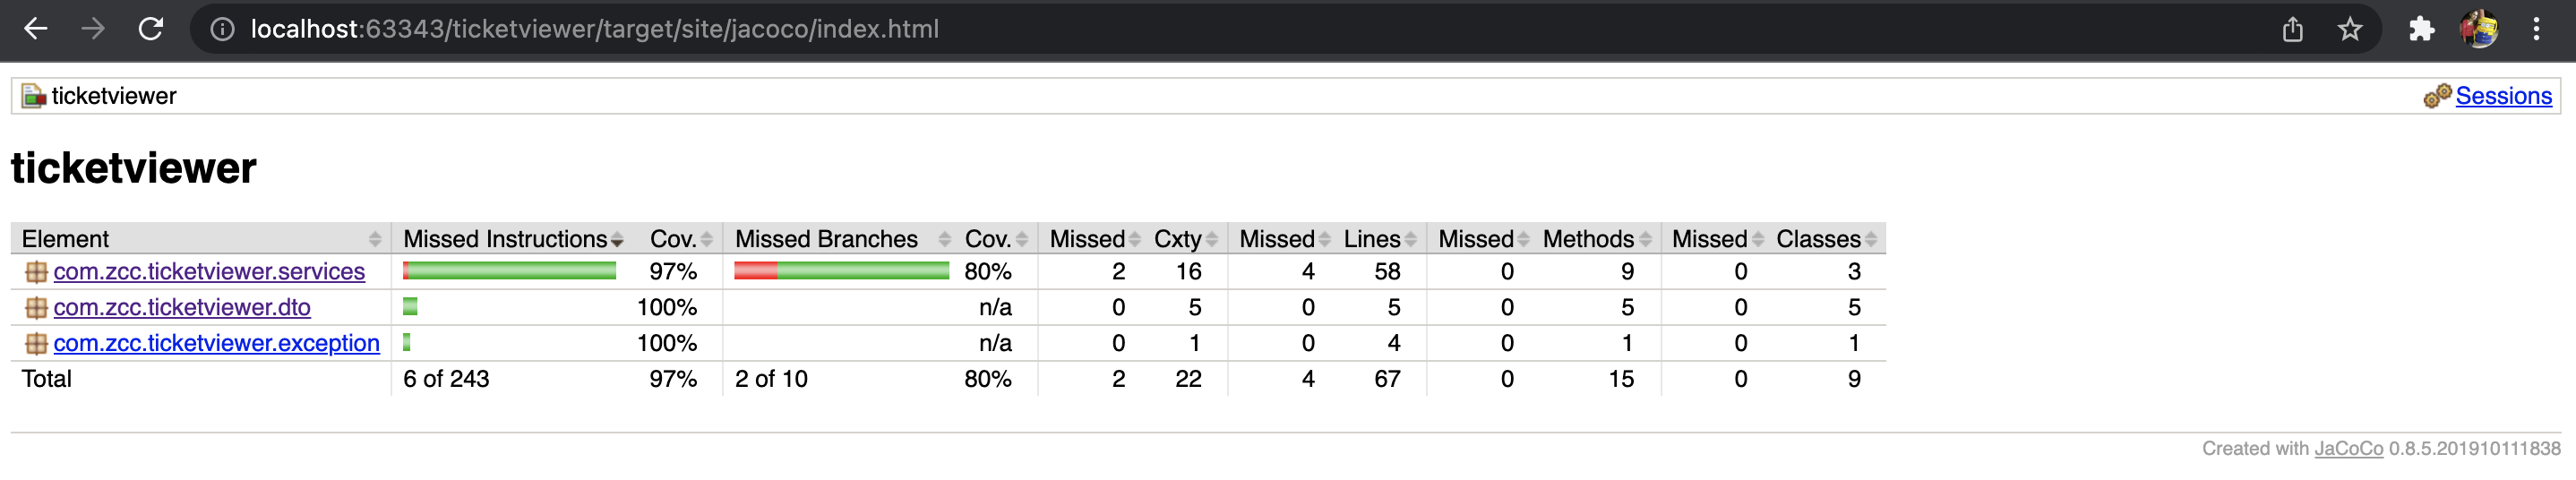 localhost:63343/ticketviewer/target/site/jacoco/index.html
ticketviewer Sessions
ticketviewer
Element Missed Instructions Cov. Missed Branches Cov. Missed Cxty Missed Lines Missed Methods Missed Classes
com.zcc.ticketviewer.services 97% 80% 2 16 4 58 0 9 0 3
com.zcc.ticketviewer.dto 100% n/a 0 5 0 5 0 5 0 5
com.zcc.ticketviewer.exception 100% n/a 0 1 0 4 0 1 0 1
Total 6 of 243 97% 2 of 10 80% 2 22 4 67 0 15 0 9
Created with JaCoCo 0.8.5.201910111838